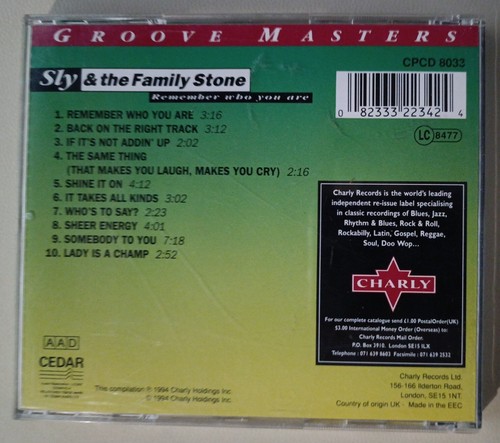 GROOVE MASTERS
CPCD 8033
Sly & the Family Stone
Remember who you are
0 82333 22342 4
LC 8477
1. REMEMBER WHO YOU ARE 3:16
2. BACK ON THE RIGHT TRACK 3:12
3. IF IT'S NOT ADDIN' UP 2:02
4. THE SAME THING
(THAT MAKES YOU LAUGH, MAKES YOU CRY) 2:16
5. SHINE IT ON 4:12
6. IT TAKES ALL KINDS 3:02
7. WHO'S TO SAY? 2:23
8. SHEER ENERGY 4:01
9. SOMEBODY TO YOU 7:18
10. LADY IS A CHAMP 2:52
Charly Records is the world's leading
independent re-issue label specialising
in classic recordings of Blues, Jazz,
Rhythm & Blues, Rock & Roll,
Rockabilly, Latin, Gospel, Reggae,
Soul, Doo Wop...
CHARLY
For our complete catalogue send £1.00 PostalOrder(UK)
$3.00 International Money Order (Overseas) to:
Charly Records Mail Order.
P.O. Box 3910. London SE15 1LX
Telephone : 071 639 8603 Facsimile : 071 639 2532
AAD
CEDAR
This compilation ℗ 1994 Charly Holdings Inc.
© 1994 Charly Holdings Inc.
Charly Records Ltd.
156-166 Ilderton Road,
London, SE15 1NT.
Country of origin UK · Made in the EEC